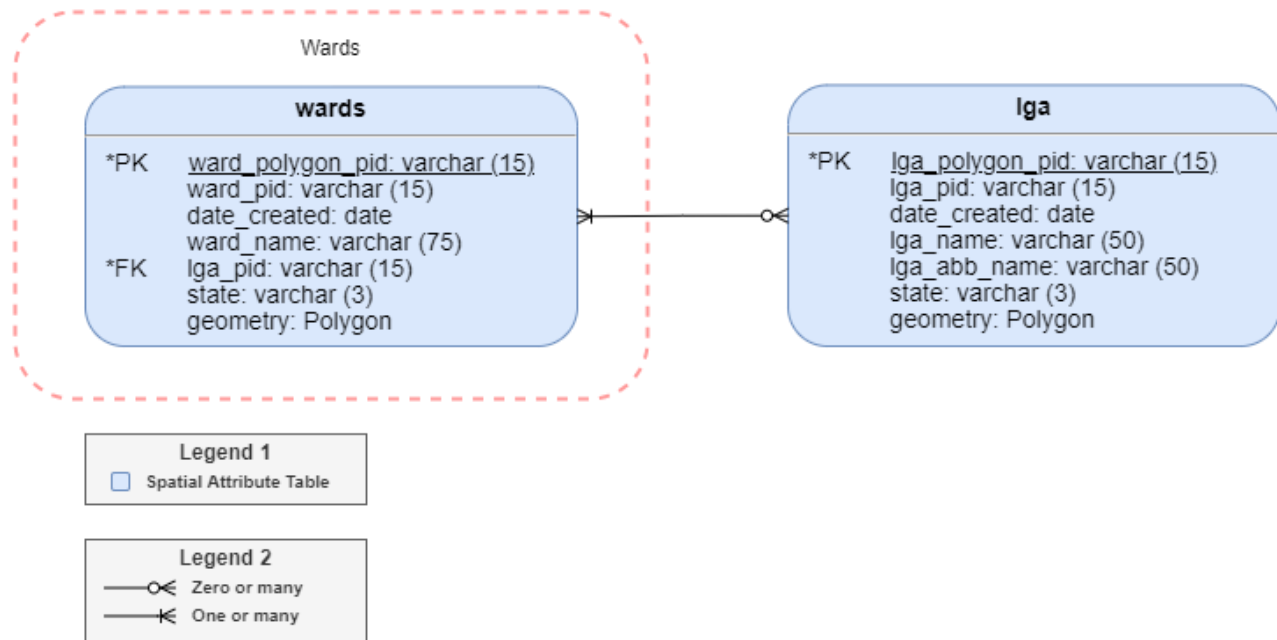 Wards
wards
*PK ward_polygon_pid: varchar (15)
ward_pid: varchar (15)
date_created: date
ward_name: varchar (75)
*FK lga_pid: varchar (15)
state: varchar (3)
geometry: Polygon
lga
*PK lga_polygon_pid: varchar (15)
lga_pid: varchar (15)
date_created: date
lga_name: varchar (50)
lga_abb_name: varchar (50)
state: varchar (3)
geometry: Polygon
Legend 1
Spatial Attribute Table
Legend 2
Zero or many
One or many